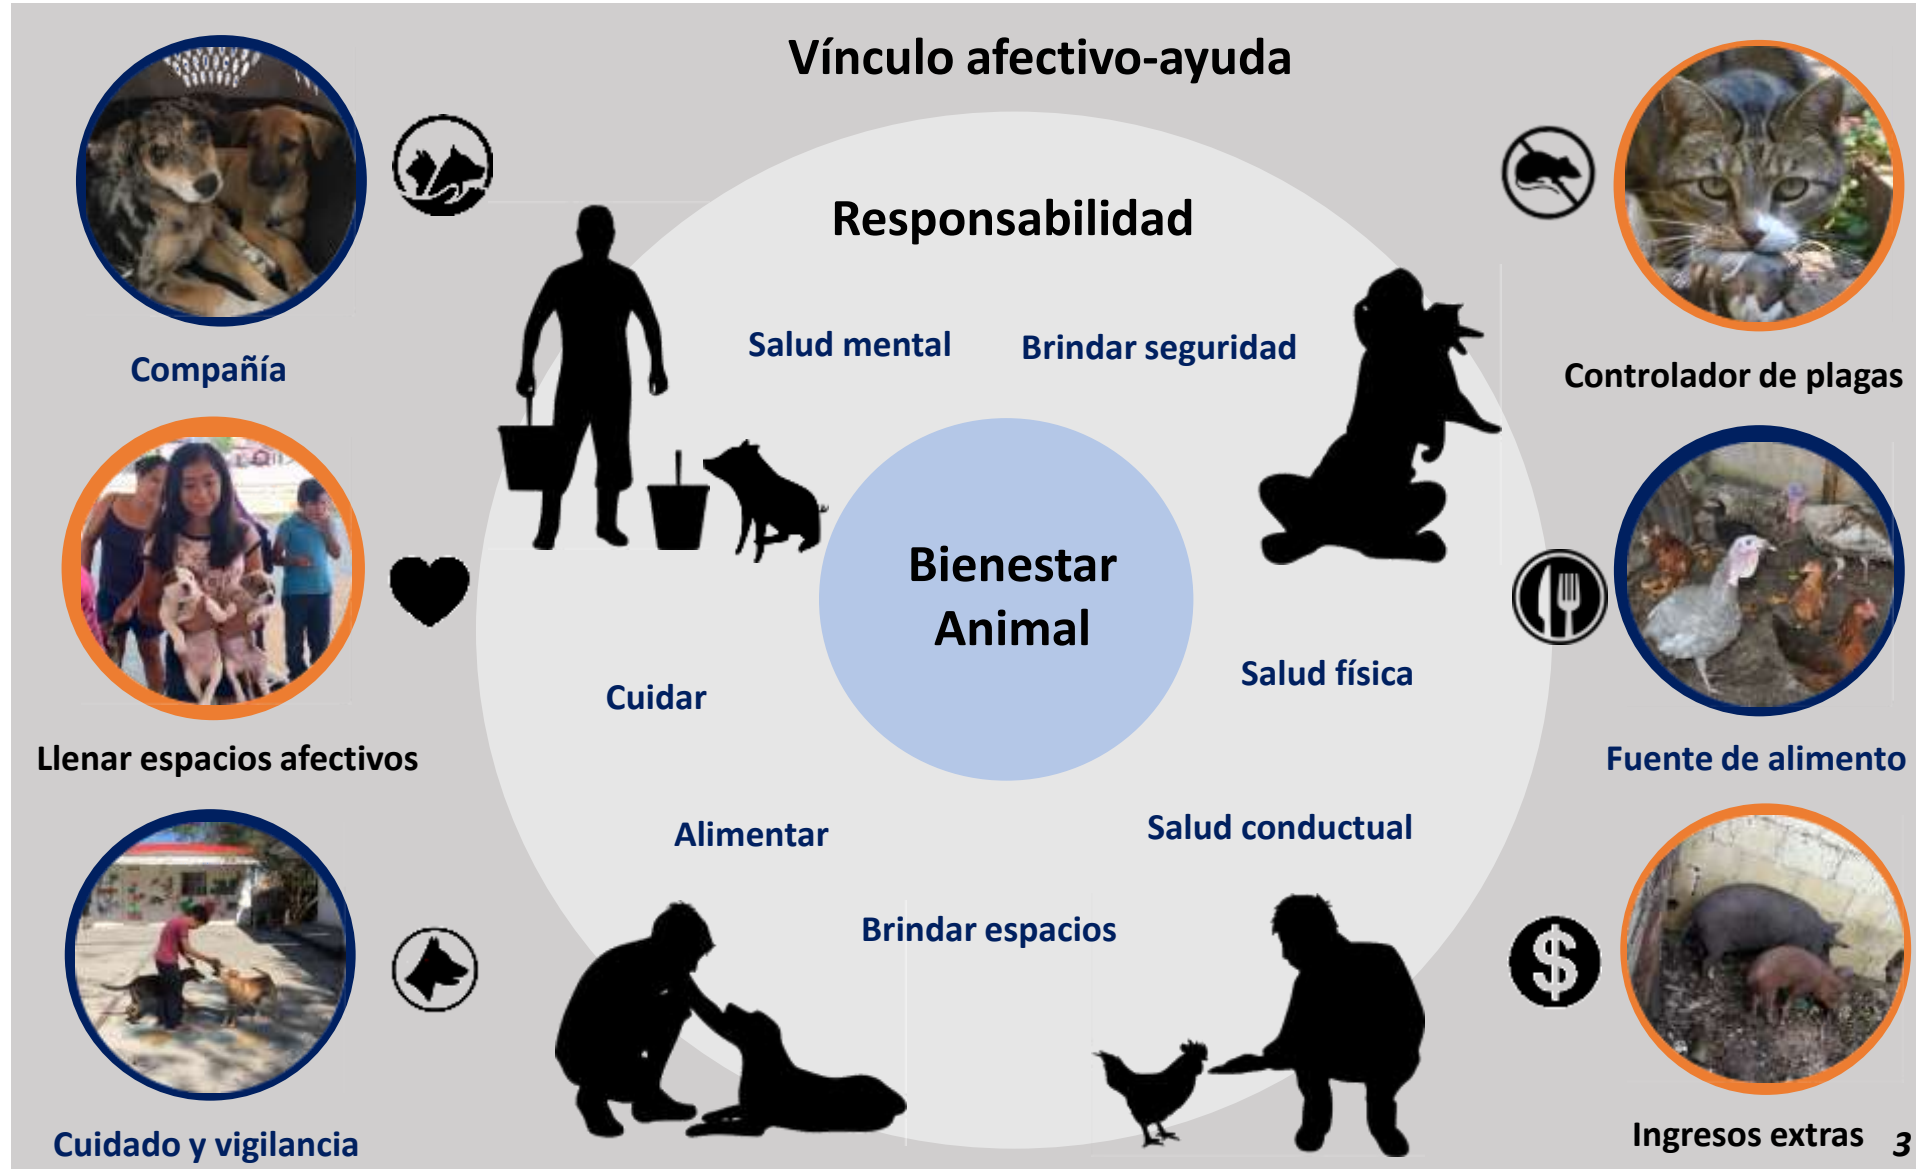 Vínculo afectivo-ayuda
Responsabilidad
Salud mental
Brindar seguridad
Compañía
Controlador de plagas
Bienestar
Animal
Cuidar
Salud física
Llenar espacios afectivos
Fuente de alimento
Alimentar
Salud conductual
Brindar espacios
$
Cuidado y vigilancia
Ingresos extras
3